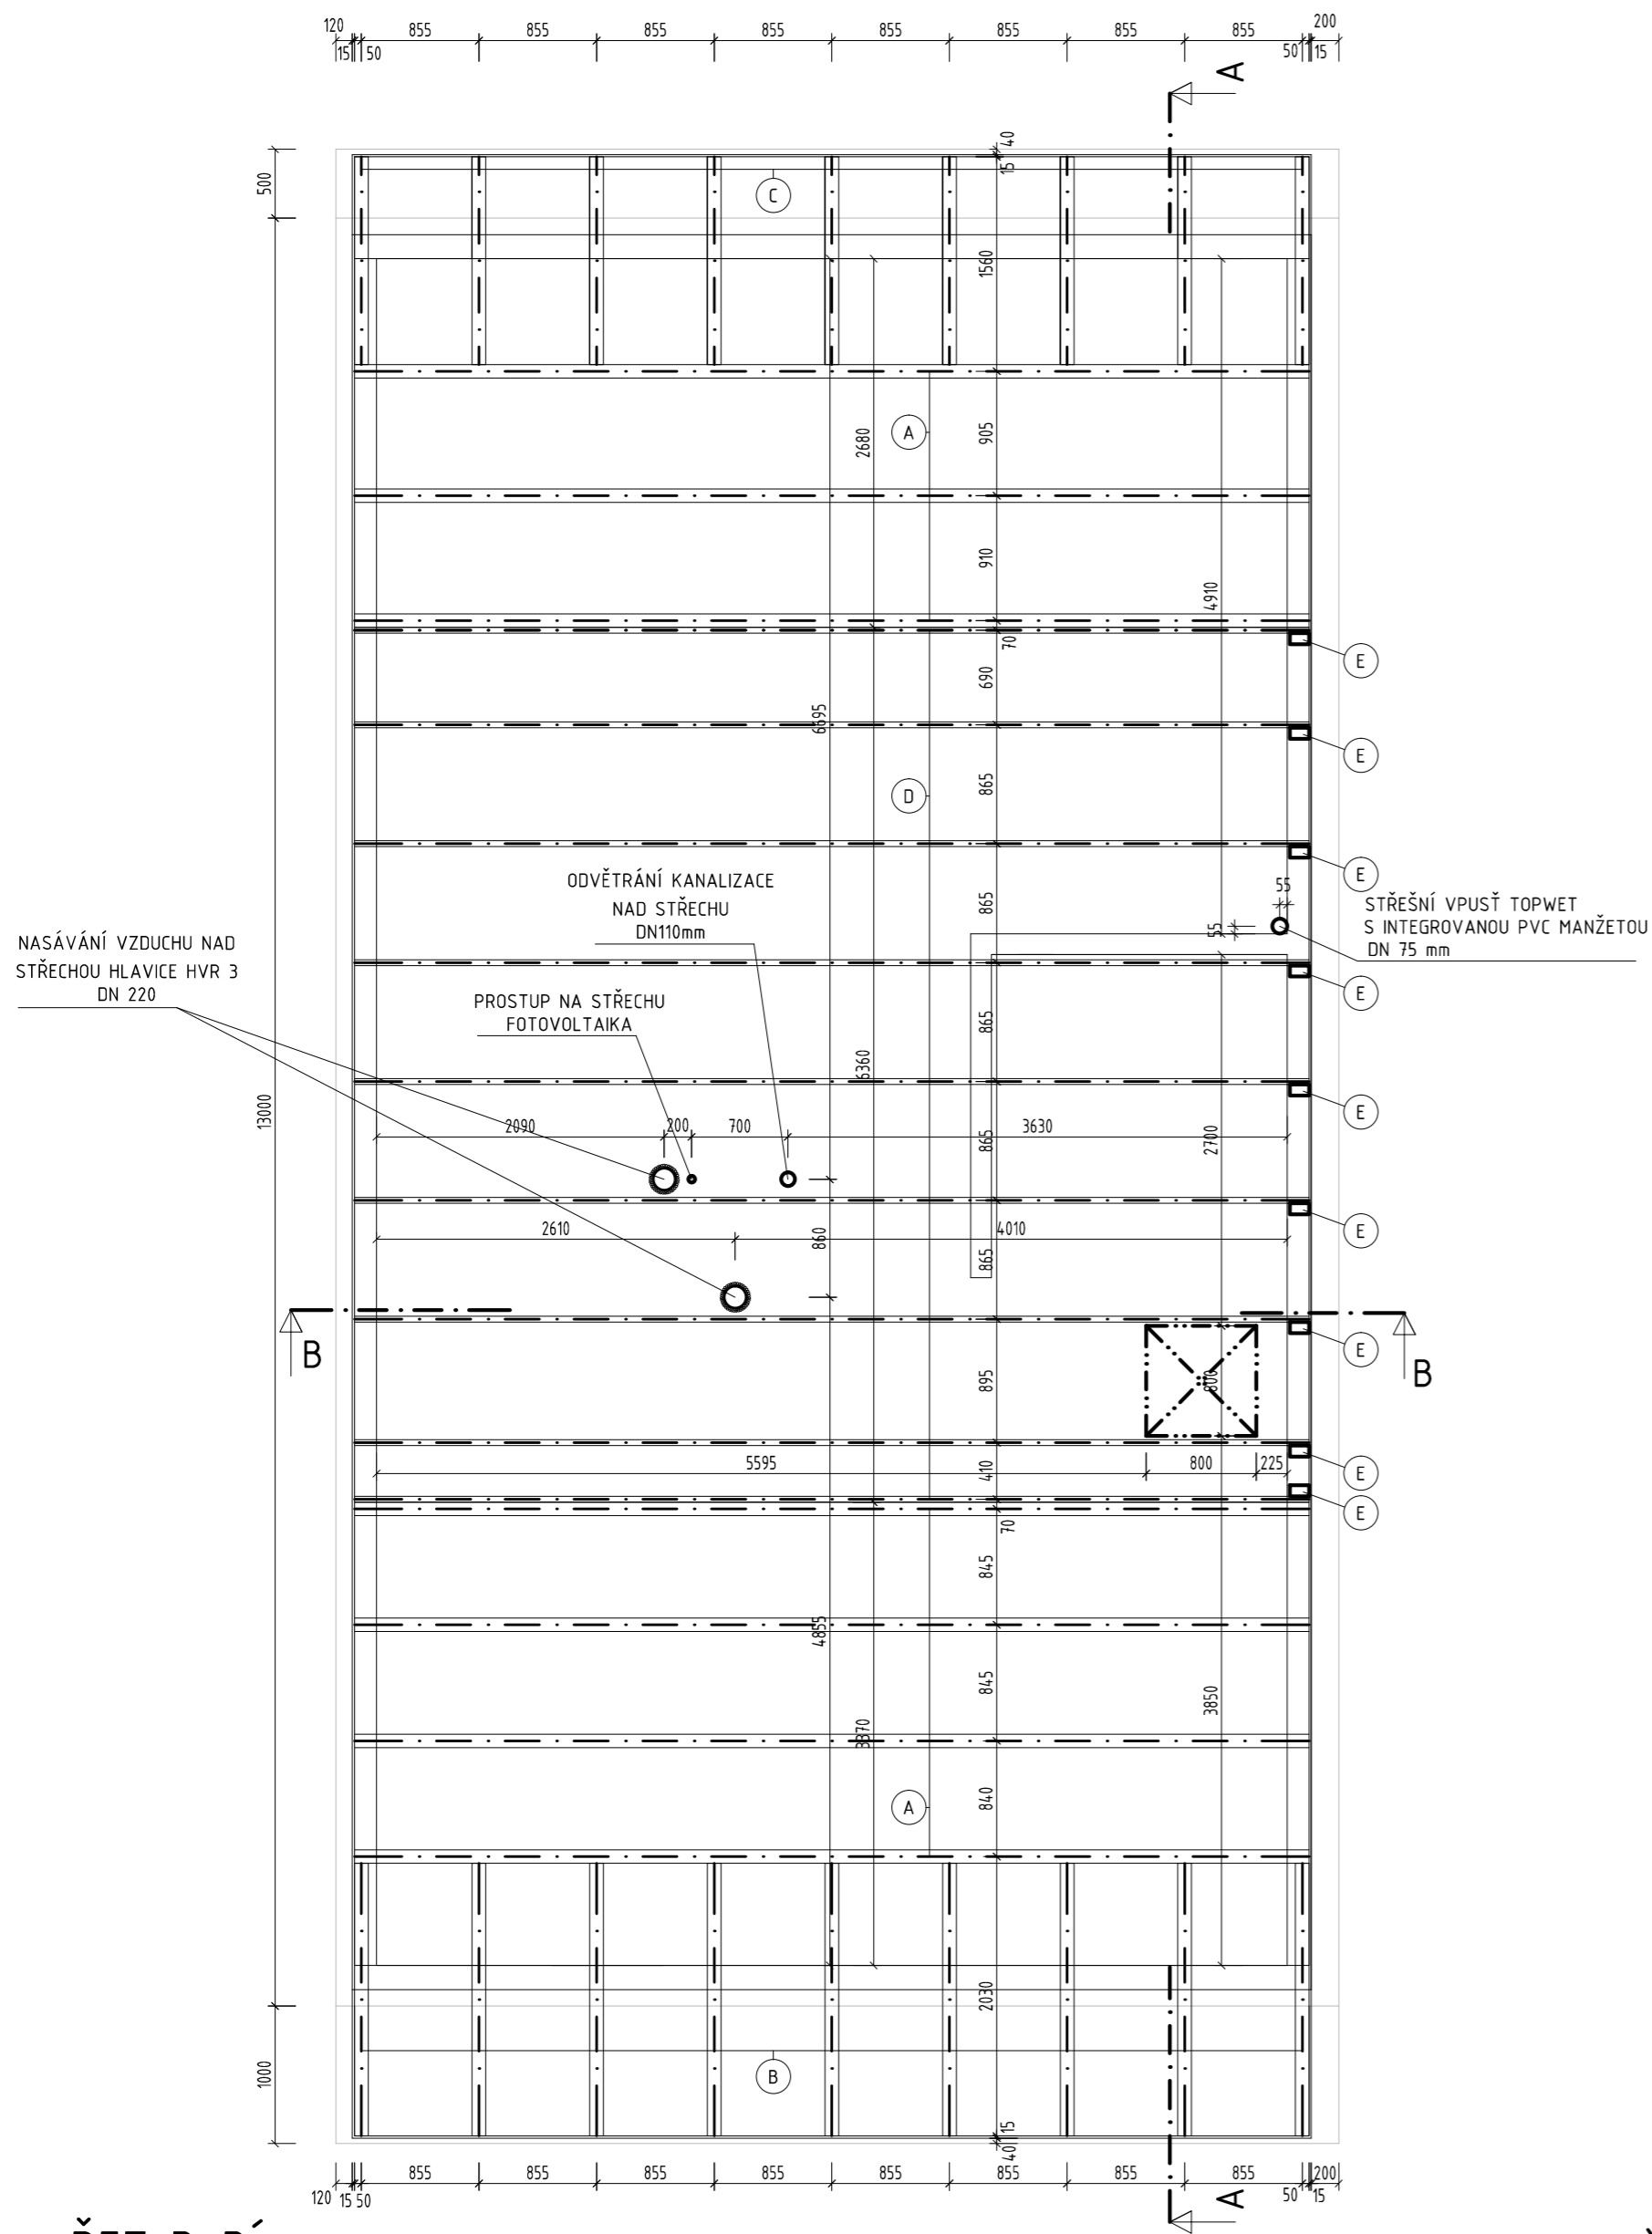 120
855
855
855
855
855
855
855
855
200
15
50
50
15
A
40
15
500
C
1560
2680
A
905
910
4910
70
E
690
6695
E
865
D
ODVĚTRÁNÍ KANALIZACE
NAD STŘECHU
DN110mm
E
55
STŘEŠNÍ VPUSŤ TOPWET
S INTEGROVANOU PVC MANŽETOU
DN 75 mm
865
55
NASÁVÁNÍ VZDUCHU NAD
STŘECHOU HLAVICE HVR 3
DN 220
PROSTUP NA STŘECHU
FOTOVOLTAIKA
E
865
6360
13000
E
2090
200
700
865
3630
2700
860
E
2610
4010
865
B
E
B
895
800
5595
410
800
225
E
E
70
845
4855
845
3370
3850
A
840
2030
1000
B
15
40
855
855
855
855
855
855
855
855
200
120
15
50
50
15
A